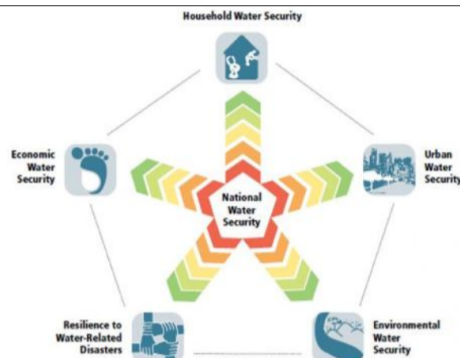 Household Water Security
Economic
Water
Security
Urban
Water
Security
National
Water
Security
Resilience to
Water-Related
Disasters
Environmental
Water
Security